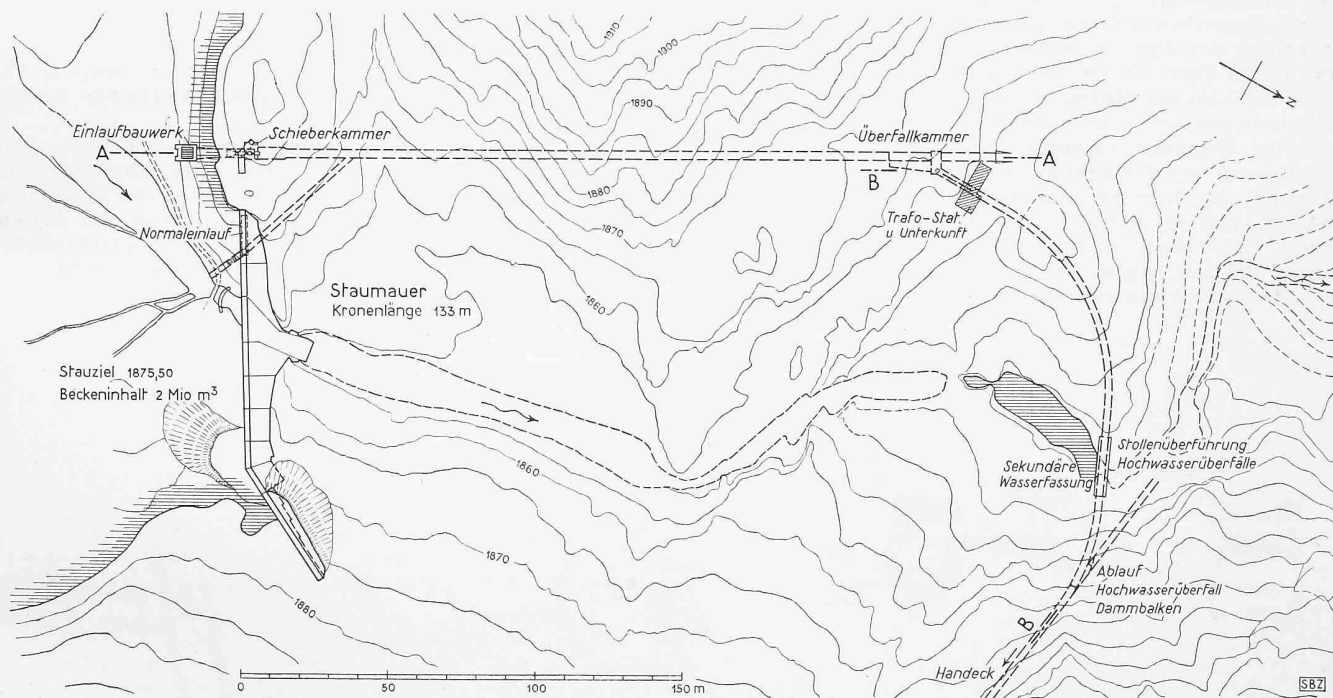 1910
1900
1890
1880
1870
1860
N
Einlaufbauwerk
Schieberkammer
Überfallkammer
A
A
B
Normaleinlauf
Trafo-Stat.
u Unterkunft
Staumauer
Kronenlänge 133 m
Stauziel 1875,50
Beckeninhalt 2 Mio m³
Sekundäre
Wasserfassung
Stollenüberführung
Hochwasserüberfälle
1860
1870
1880
Ablauf
Hochwasserüberfall
Dammbalken
B
Handeck
0 50 100 150 m
SBZ